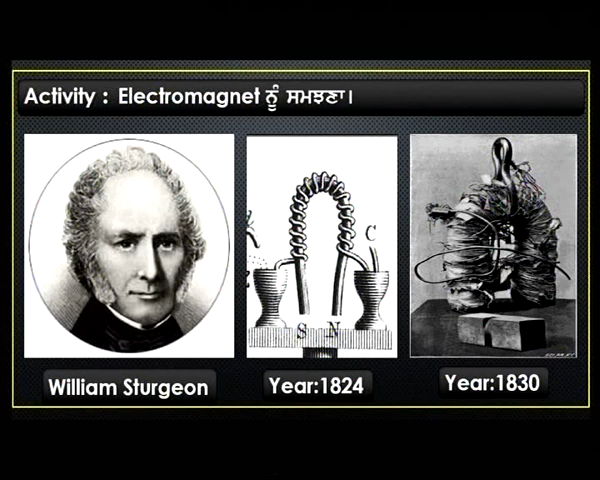 Activity : Electromagnet ਨੂੰ ਸਮਝਣਾ।
C
S N
William Sturgeon
Year:1824
Year:1830